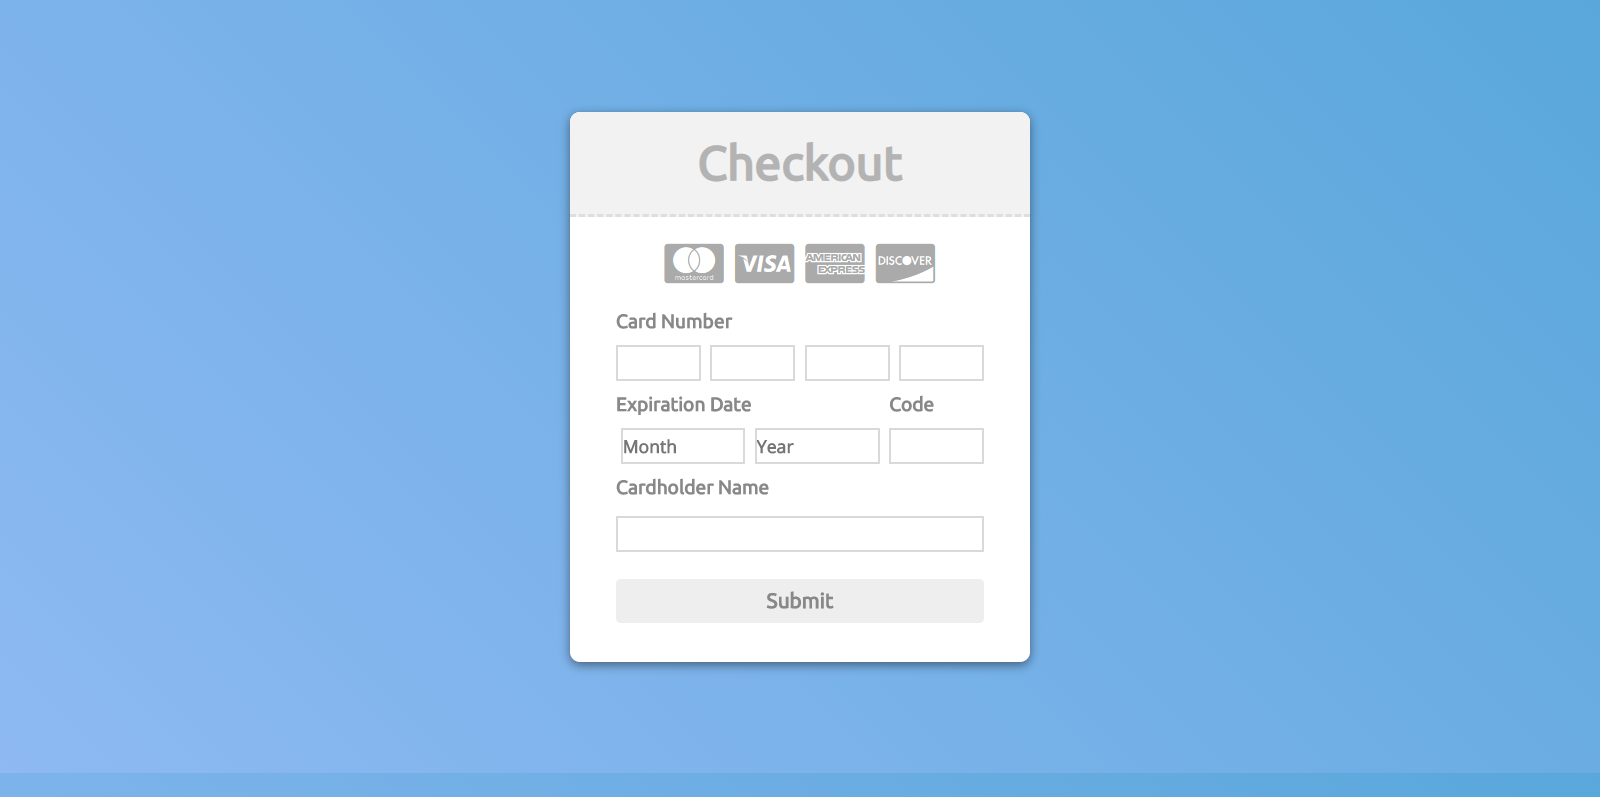 Checkout
mastercard VISA AMERICAN EXPRESS DISCOVER
Card Number
Expiration Date Code
Month Year
Cardholder Name
Submit